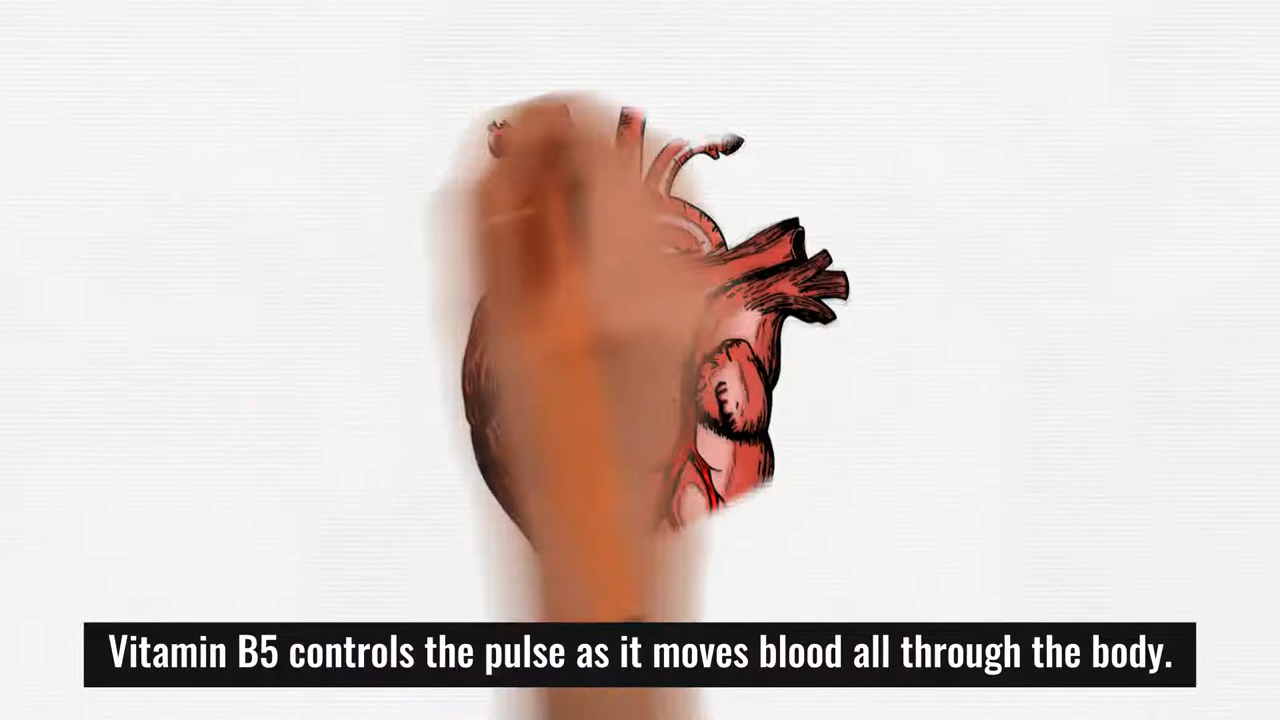 Vitamin B5 controls the pulse as it moves blood all through the body.